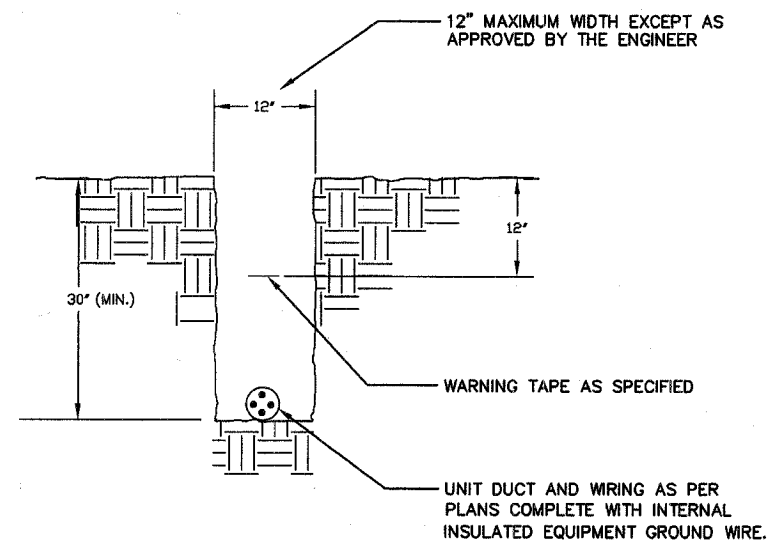 12" MAXIMUM WIDTH EXCEPT AS
APPROVED BY THE ENGINEER
12"
12"
30" (MIN.)
WARNING TAPE AS SPECIFIED
UNIT DUCT AND WIRING AS PER
PLANS COMPLETE WITH INTERNAL
INSULATED EQUIPMENT GROUND WIRE.